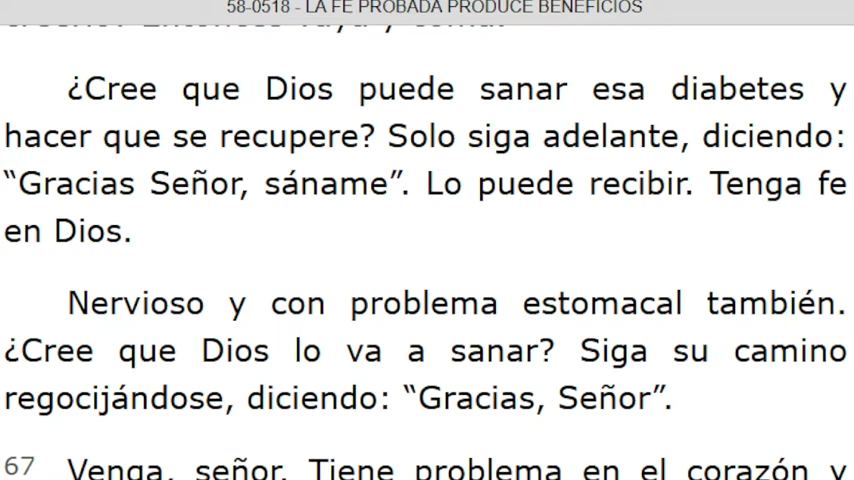 58-0518 - LA FE PROBADA PRODUCE BENEFICIOS
¿Cree que Dios puede sanar esa diabetes y
hacer que se recupere? Solo siga adelante, diciendo:
“Gracias Señor, sáname”. Lo puede recibir. Tenga fe
en Dios.
Nervioso y con problema estomacal también.
¿Cree que Dios lo va a sanar? Siga su camino
regocijándose, diciendo: “Gracias, Señor”.
67 Venga, señor. Tiene problema en el corazón y